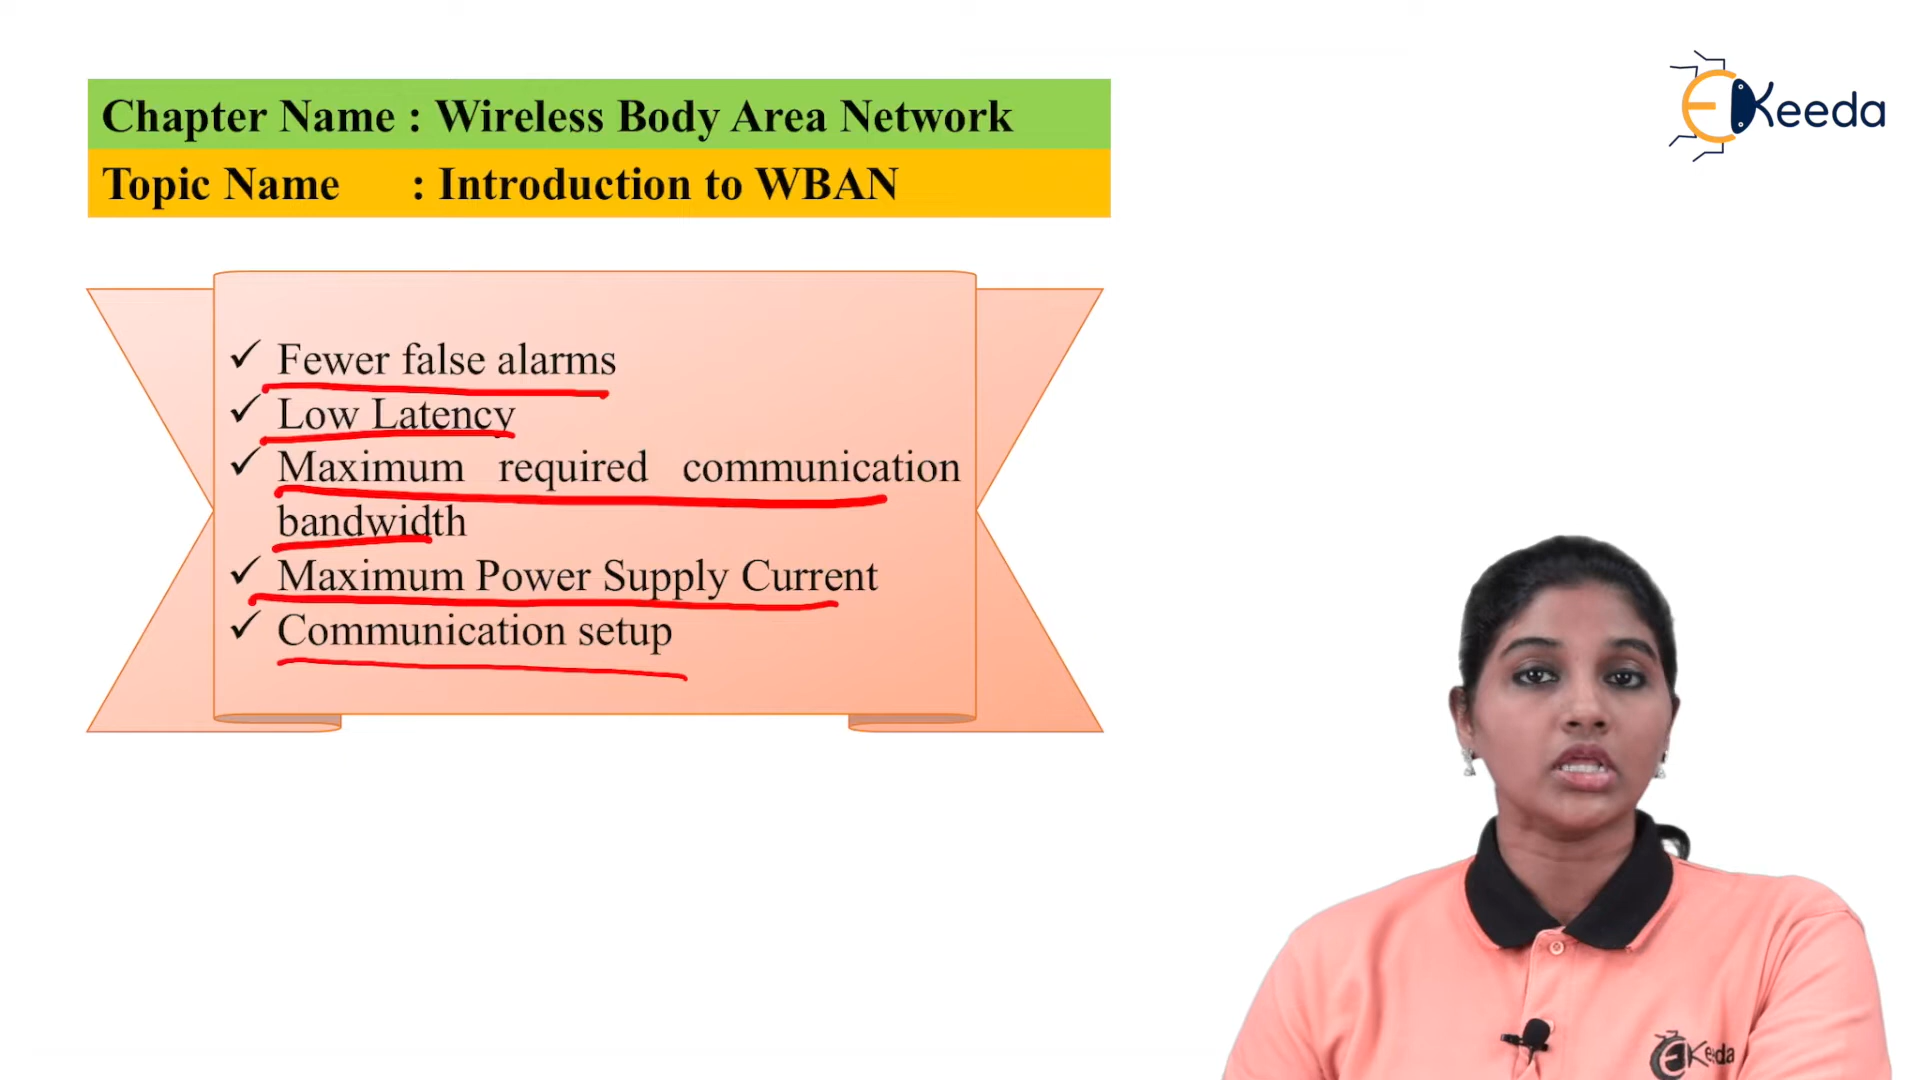 Chapter Name : Wireless Body Area Network
Topic Name : Introduction to WBAN
EKeeda
✓ Fewer false alarms
✓ Low Latency
✓ Maximum required communication
bandwidth
✓ Maximum Power Supply Current
✓ Communication setup
EKeeda